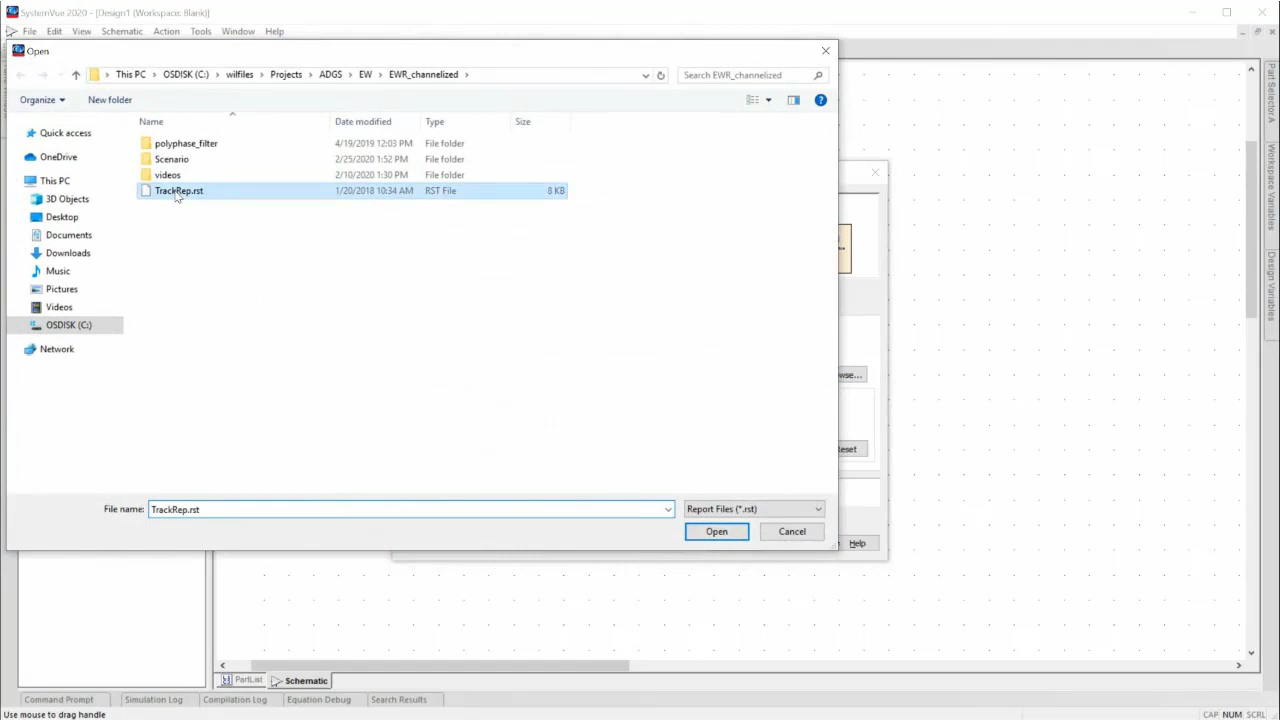 SystemVue 2020 - [Design1 (Workspace: Blank)]
File Edit View Schematic Action Tools Window Help
Open
This PC > OSDISK (C:) > wilfiles > Projects > ADGS > EW > EWR_channelized >
Search EWR_channelized
Organize New folder
Name Date modified Type Size
polyphase_filter 4/19/2019 12:03 PM File folder
Scenario 2/25/2020 1:52 PM File folder
videos 2/10/2020 1:30 PM File folder
TrackRep.rst 1/20/2018 10:34 AM RST File 8 KB
Quick access
OneDrive
This PC
3D Objects
Desktop
Documents
Downloads
Music
Pictures
Videos
OSDISK (C:)
Network
File name: TrackRep.rst Report Files (*.rst)
Open Cancel
wse...
eset
Help
Part Selector A
Workspace Variables
Design Variables
PartList Schematic
Command Prompt Simulation Log Compilation Log Equation Debug Search Results
Use mouse to drag handle CAP NUM SCRL